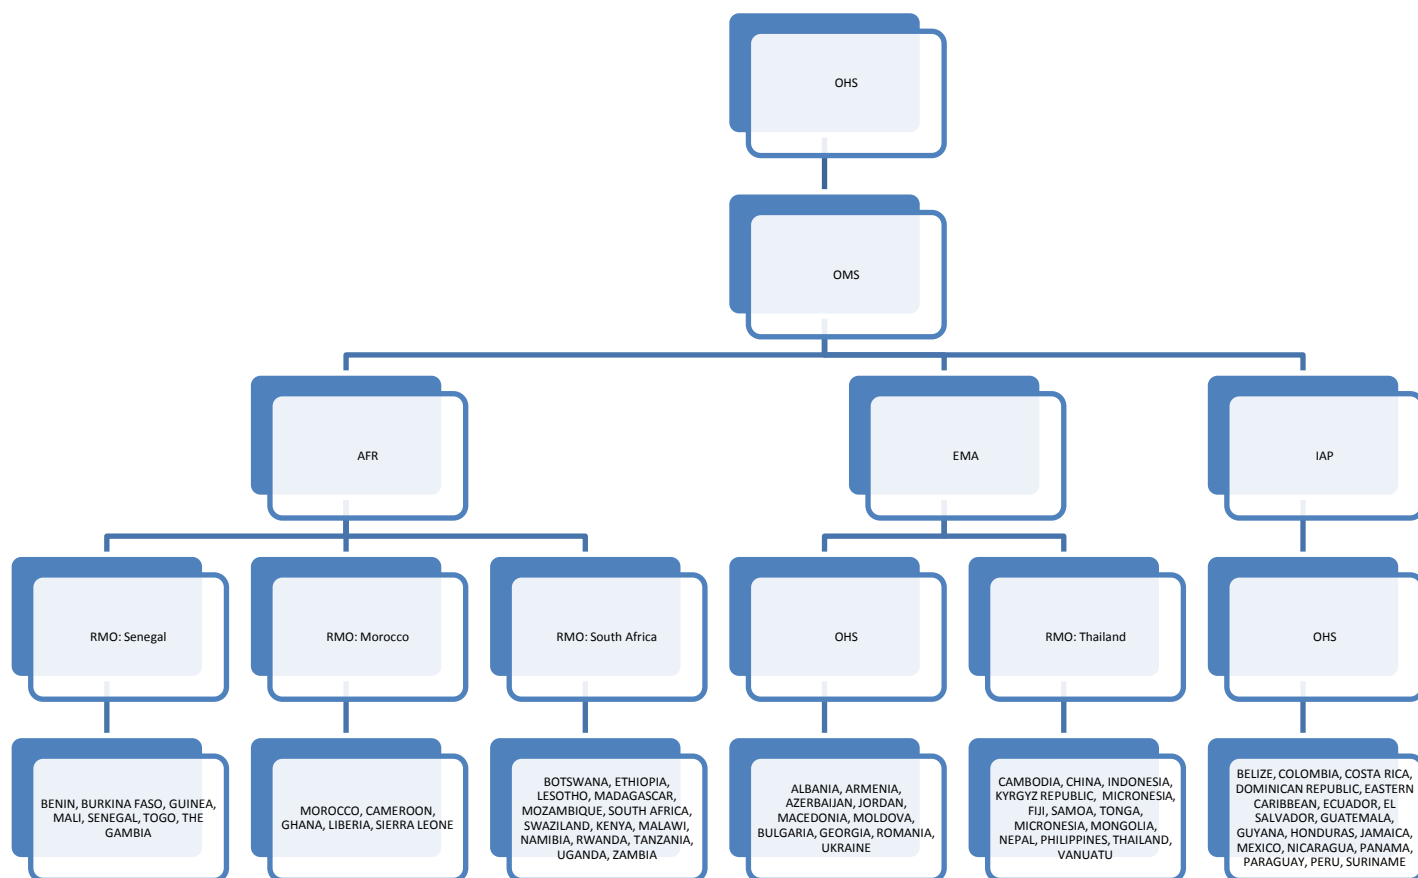 OHS
OMS
AFR
EMA
IAP
RMO: Senegal
RMO: Morocco
RMO: South Africa
OHS
RMO: Thailand
OHS
BENIN, BURKINA FASO, GUINEA,
MALI, SENEGAL, TOGO, THE
GAMBIA
MOROCCO, CAMEROON,
GHANA, LIBERIA, SIERRA LEONE
BOTSWANA, ETHIOPIA,
LESOTHO, MADAGASCAR,
MOZAMBIQUE, SOUTH AFRICA,
SWAZILAND, KENYA, MALAWI,
NAMIBIA, RWANDA, TANZANIA,
UGANDA, ZAMBIA
ALBANIA, ARMENIA,
AZERBAIJAN, JORDAN,
MACEDONIA, MOLDOVA,
BULGARIA, GEORGIA, ROMANIA,
UKRAINE
CAMBODIA, CHINA, INDONESIA,
KYRGYZ REPUBLIC, MICRONESIA,
FIJI, SAMOA, TONGA,
MICRONESIA, MONGOLIA,
NEPAL, PHILIPPINES, THAILAND,
VANUATU
BELIZE, COLOMBIA, COSTA RICA,
DOMINICAN REPUBLIC, EASTERN
CARIBBEAN, ECUADOR, EL
SALVADOR, GUATEMALA,
GUYANA, HONDURAS, JAMAICA,
MEXICO, NICARAGUA, PANAMA,
PARAGUAY, PERU, SURINAME